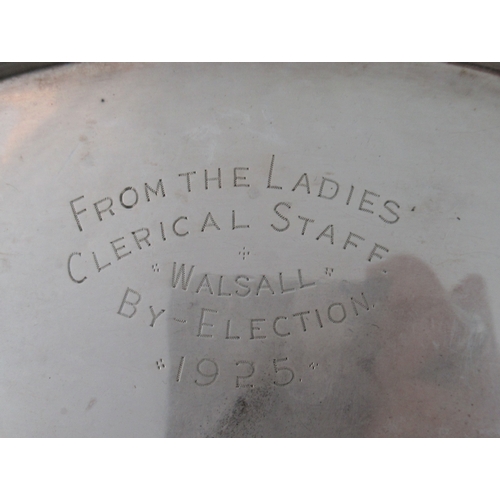 FROM THE LADIES'
CLERICAL STAFF.
"WALSALL"
BY-ELECTION.
1925.